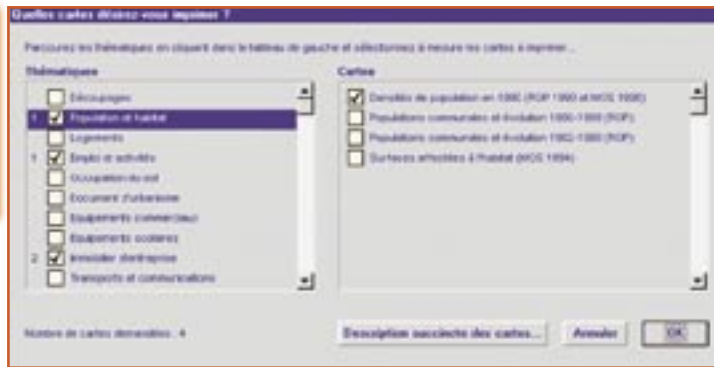 Quelles cartes désirez-vous imprimer ?
Parcourez les thématiques en cliquant dans le tableau de gauche et sélectionnez à mesure les cartes à imprimer...
Thématiques
Découpages
1 Population et habitat
Logements
1 Emploi et activités
Occupation du sol
Document d'urbanisme
Equipements commerciaux
Equipements scolaires
2 Immobilier d'entreprise
Transports et communications
Cartes
Densités de population en 1990 (RGP 1990 et MOS 1990)
Populations communales et évolution (RGP)
Populations communales et évolution (RGP)
Surfaces affectées à l'habitat (MOS 1994)
Nombre de cartes demandées : 4
Description succincte des cartes...
Annuler
OK